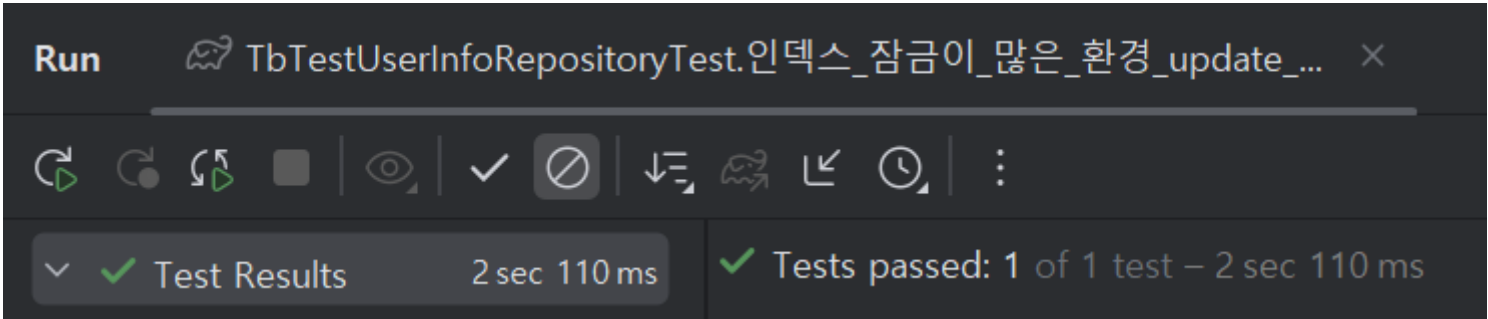 Run TbTestUserInfoRepositoryTest.인덱스_잠금이_많은_환경_update_...
Test Results 2 sec 110 ms
Tests passed: 1 of 1 test – 2 sec 110 ms